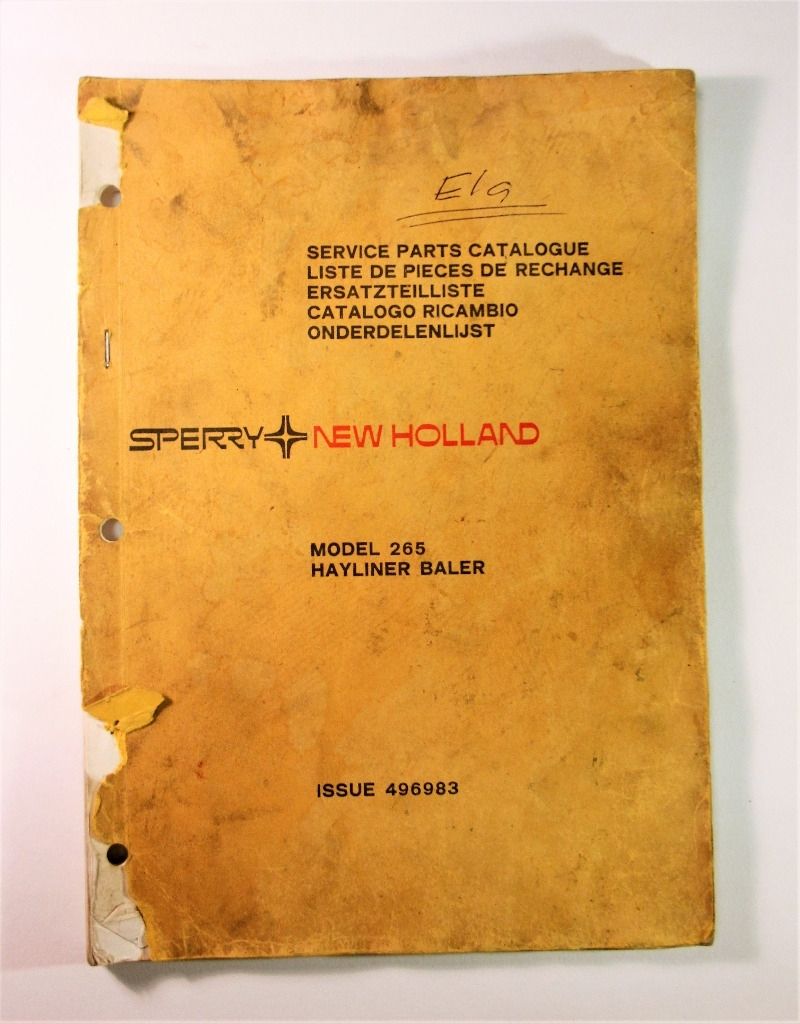 SERVICE PARTS CATALOGUE
LISTE DE PIECES DE RECHANGE
ERSATZTEILLISTE
CATALOGO RICAMBIO
ONDERDELENLIJST
SPERRY NEW HOLLAND
MODEL 265
HAYLINER BALER
ISSUE 496983